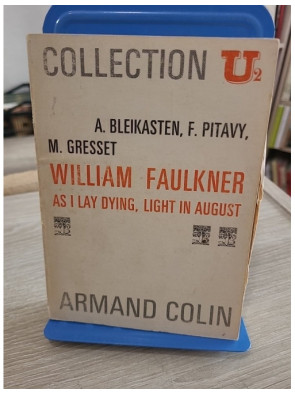 COLLECTION U2
A. BLEIKASTEN, F. PITAVY,
M. GRESSET
WILLIAM FAULKNER
AS I LAY DYING, LIGHT IN AUGUST
ARMAND COLIN